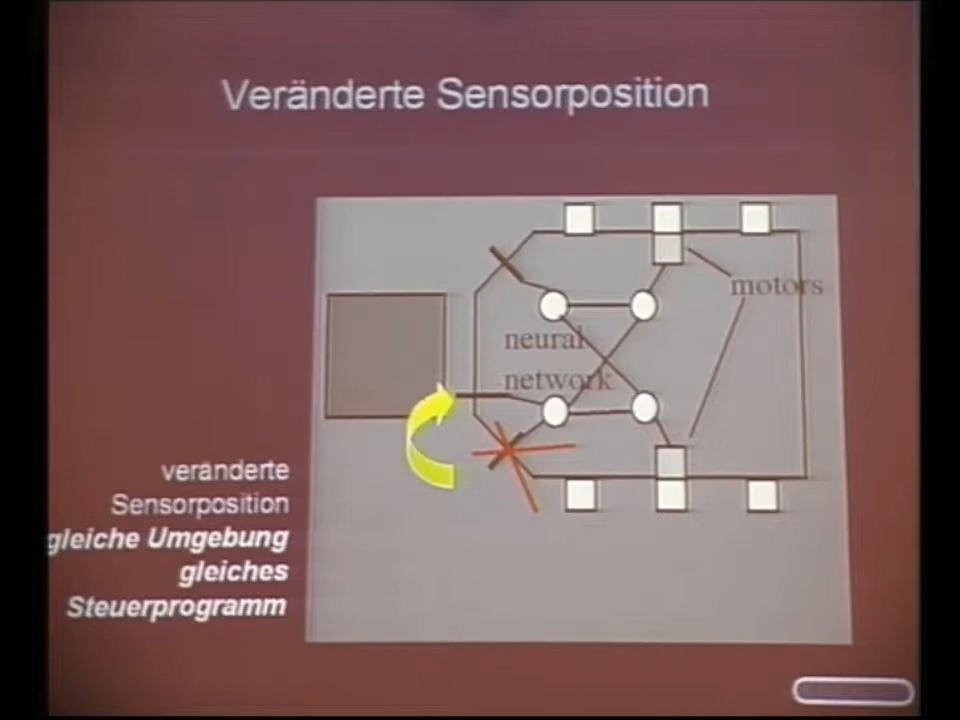 Veränderte Sensorposition
motors
neural
network
veränderte
Sensorposition
gleiche Umgebung
gleiches
Steuerprogramm